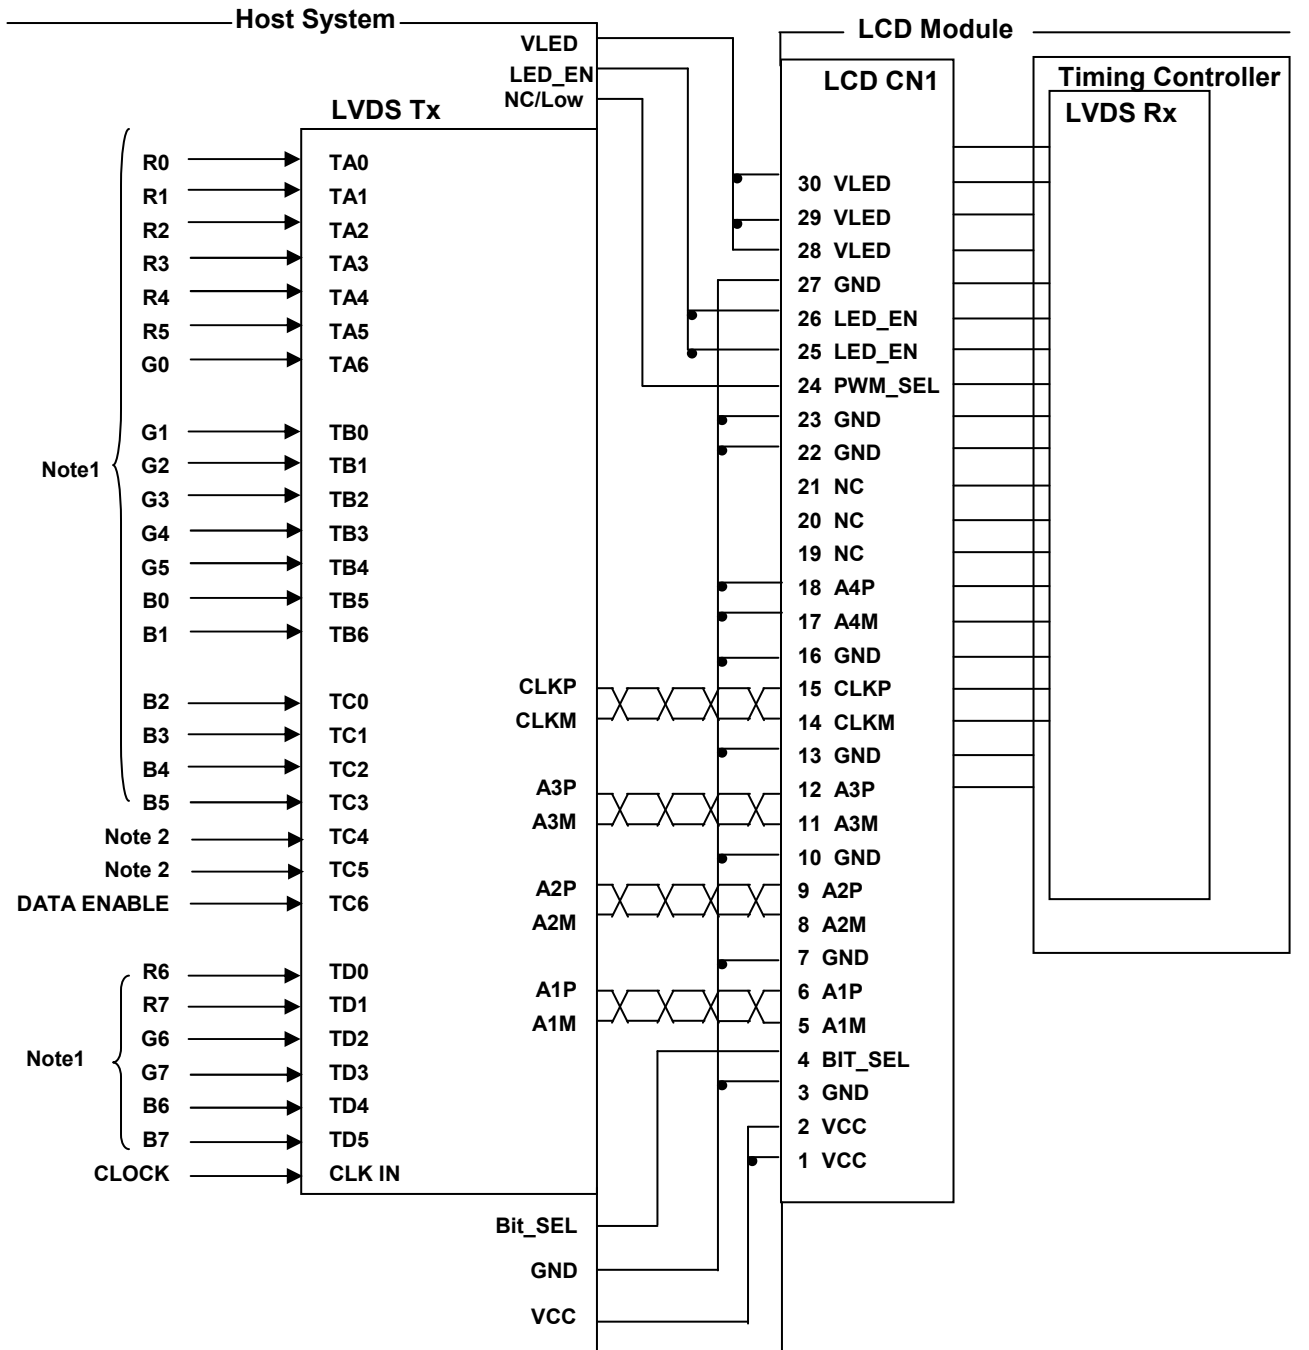 Host System
LCD Module
VLED
LED_EN
NC/Low
LVDS Tx
LCD CN1
Timing Controller
LVDS Rx
Note1
R0
R1
R2
R3
R4
R5
G0
G1
G2
G3
G4
G5
B0
B1
B2
B3
B4
B5
Note 2
Note 2
DATA ENABLE
Note1
R6
R7
G6
G7
B6
B7
CLOCK
TA0
TA1
TA2
TA3
TA4
TA5
TA6
TB0
TB1
TB2
TB3
TB4
TB5
TB6
TC0
TC1
TC2
TC3
TC4
TC5
TC6
TD0
TD1
TD2
TD3
TD4
TD5
CLK IN
CLKP
CLKM
A3P
A3M
A2P
A2M
A1P
A1M
Bit_SEL
GND
VCC
30 VLED
29 VLED
28 VLED
27 GND
26 LED_EN
25 LED_EN
24 PWM_SEL
23 GND
22 GND
21 NC
20 NC
19 NC
18 A4P
17 A4M
16 GND
15 CLKP
14 CLKM
13 GND
12 A3P
11 A3M
10 GND
9 A2P
8 A2M
7 GND
6 A1P
5 A1M
4 BIT_SEL
3 GND
2 VCC
1 VCC